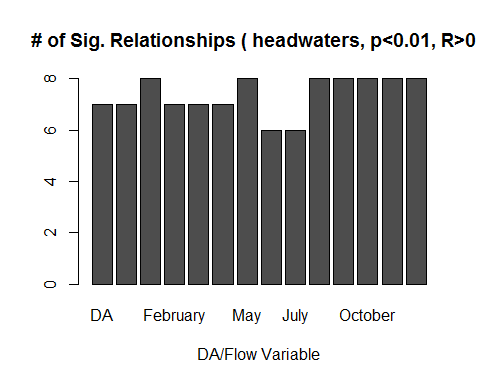 # of Sig. Relationships ( headwaters, p<0.01, R>0
8
6
4
2
0
DA February May July October
DA/Flow Variable